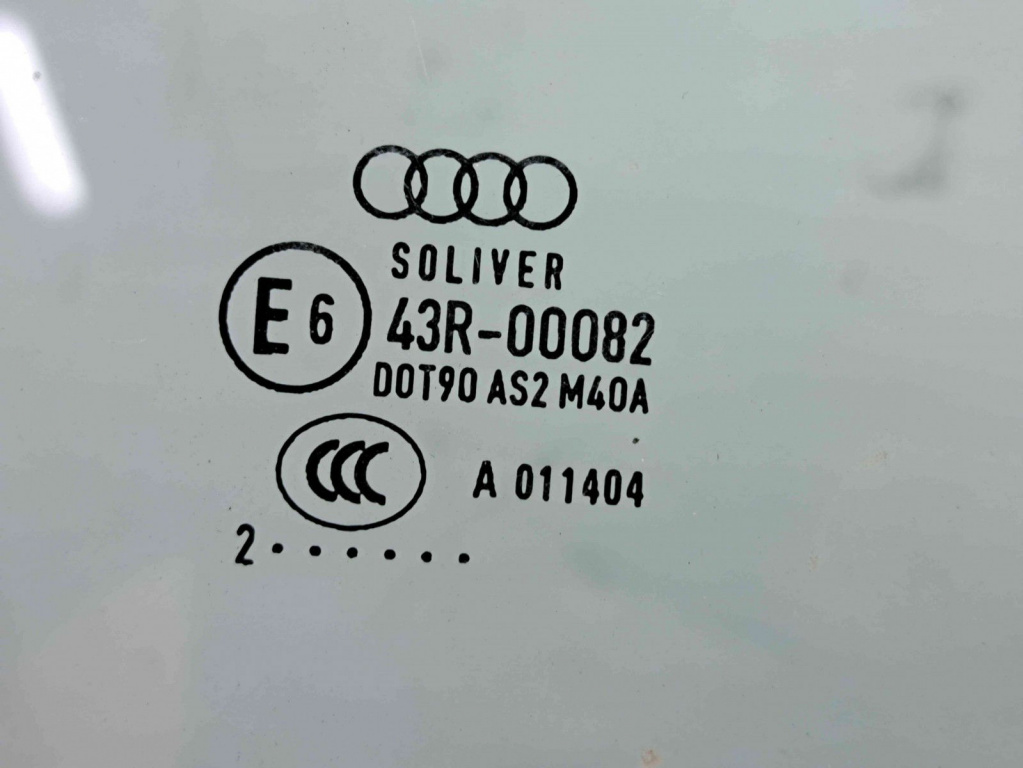 SOLIVER
E6 43R-00082
DOT90 AS2 M40A
CCC A 011404
2••••••